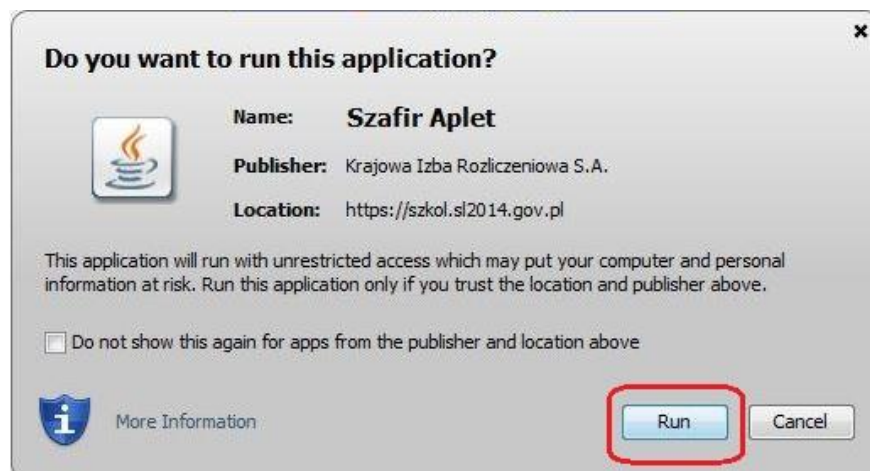 Do you want to run this application?
Name: Szafir Aplet
Publisher: Krajowa Izba Rozliczeniowa S.A.
Location: https://szkol.sl2014.gov.pl
This application will run with unrestricted access which may put your computer and personal
information at risk. Run this application only if you trust the location and publisher above.
Do not show this again for apps from the publisher and location above
More Information
Run
Cancel